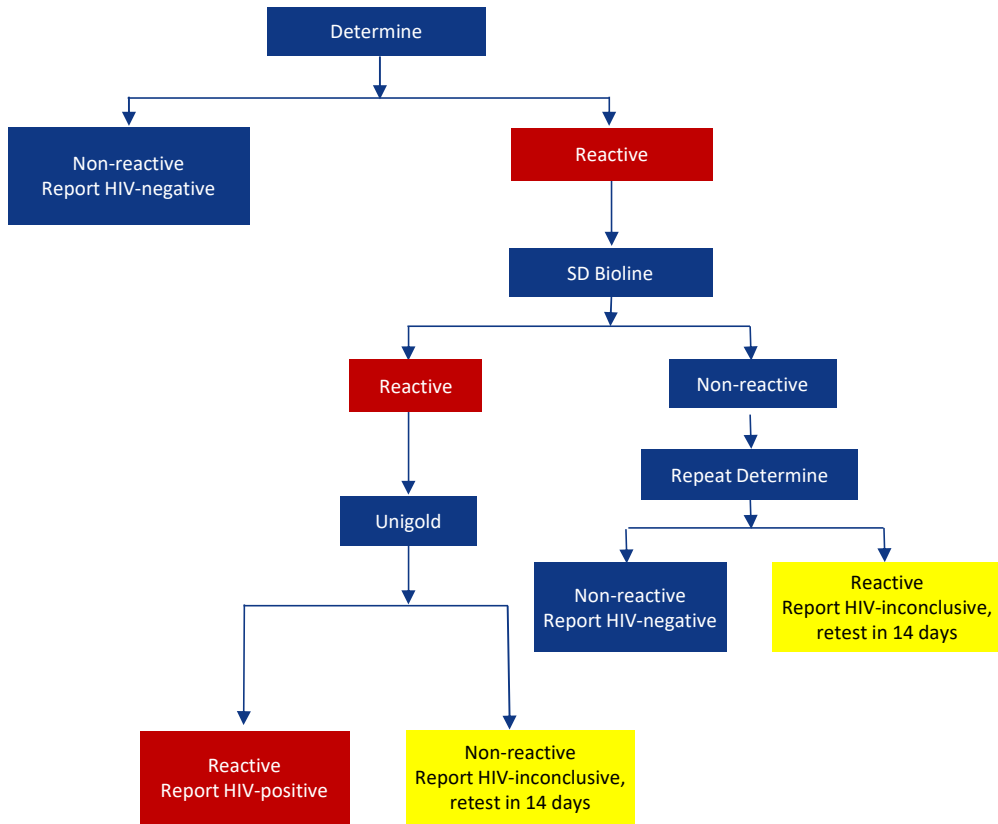 Determine
Non-reactive
Report HIV-negative
Reactive
SD Bioline
Reactive
Non-reactive
Repeat Determine
Unigold
Non-reactive
Report HIV-negative
Reactive
Report HIV-inconclusive,
retest in 14 days
Reactive
Report HIV-positive
Non-reactive
Report HIV-inconclusive,
retest in 14 days